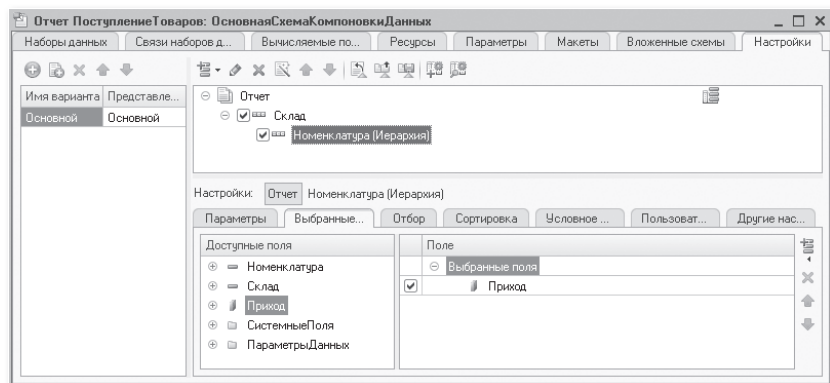 Отчет ПоступлениеТоваров: ОсновнаяСхемаКомпоновкиДанных
Наборы данных Связи наборов д... Вычисляемые по... Ресурсы Параметры Макеты Вложенные схемы Настройки
Имя варианта Представле...
Основной Основной
Отчет
Склад
Номенклатура (Иерархия)
Настройки: Отчет Номенклатура (Иерархия)
Параметры Выбранные... Отбор Сортировка Условное ... Пользоват... Другие нас...
Доступные поля
Номенклатура
Склад
Приход
СистемныеПоля
ПараметрыДанных
Поле
Выбранные поля
Приход